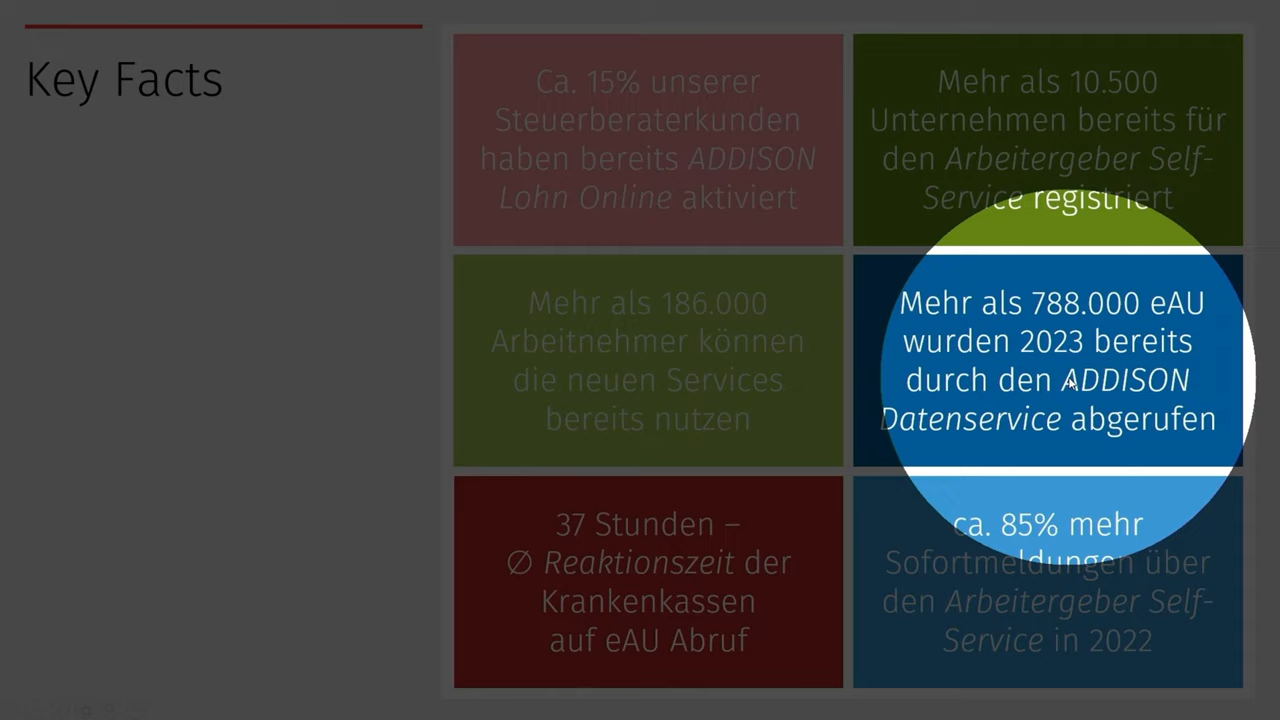 Key Facts
Ca. 15% unserer
Steuerberaterkunden
haben bereits ADDISON
Lohn Online aktiviert
Mehr als 10.500
Unternehmen bereits für
den Arbeitergeber Self-
Service registriert
Mehr als 186.000
Arbeitnehmer können
die neuen Services
bereits nutzen
Mehr als 788.000 eAU
wurden 2023 bereits
durch den ADDISON
Datenservice abgerufen
37 Stunden –
∅ Reaktionszeit der
Krankenkassen
auf eAU Abruf
ca. 85% mehr
Sofortmeldungen über
den Arbeitergeber Self-
Service in 2022